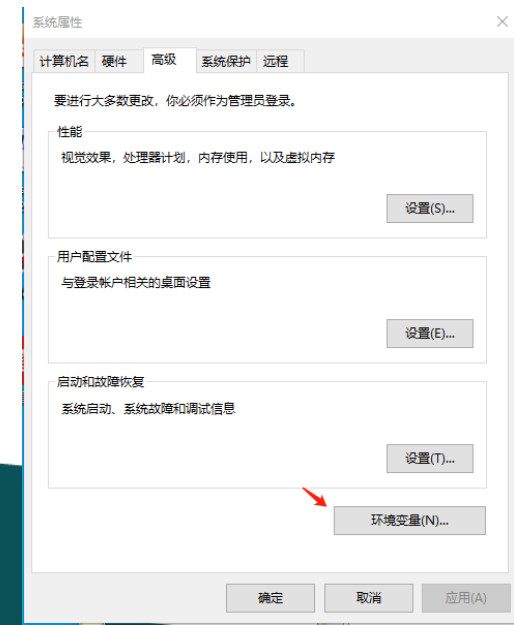 系统属性
计算机名 硬件 高级 系统保护 远程
要进行大多数更改，你必须作为管理员登录。
性能
视觉效果，处理器计划，内存使用，以及虚拟内存
设置(S)...
用户配置文件
与登录帐户相关的桌面设置
设置(E)...
启动和故障恢复
系统启动、系统故障和调试信息
设置(T)...
环境变量(N)...
确定 取消 应用(A)